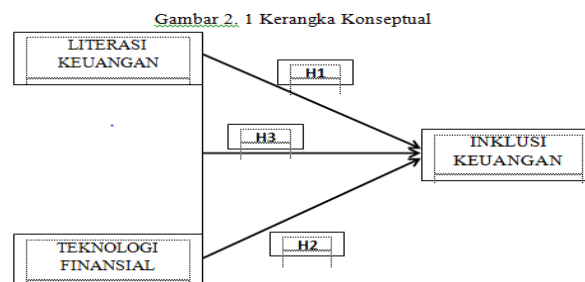 Gambar 2. 1 Kerangka Konseptual
LITERASI
KEUANGAN
H1
H3
INKLUSI
KEUANGAN
H2
TEKNOLOGI
FINANSIAL